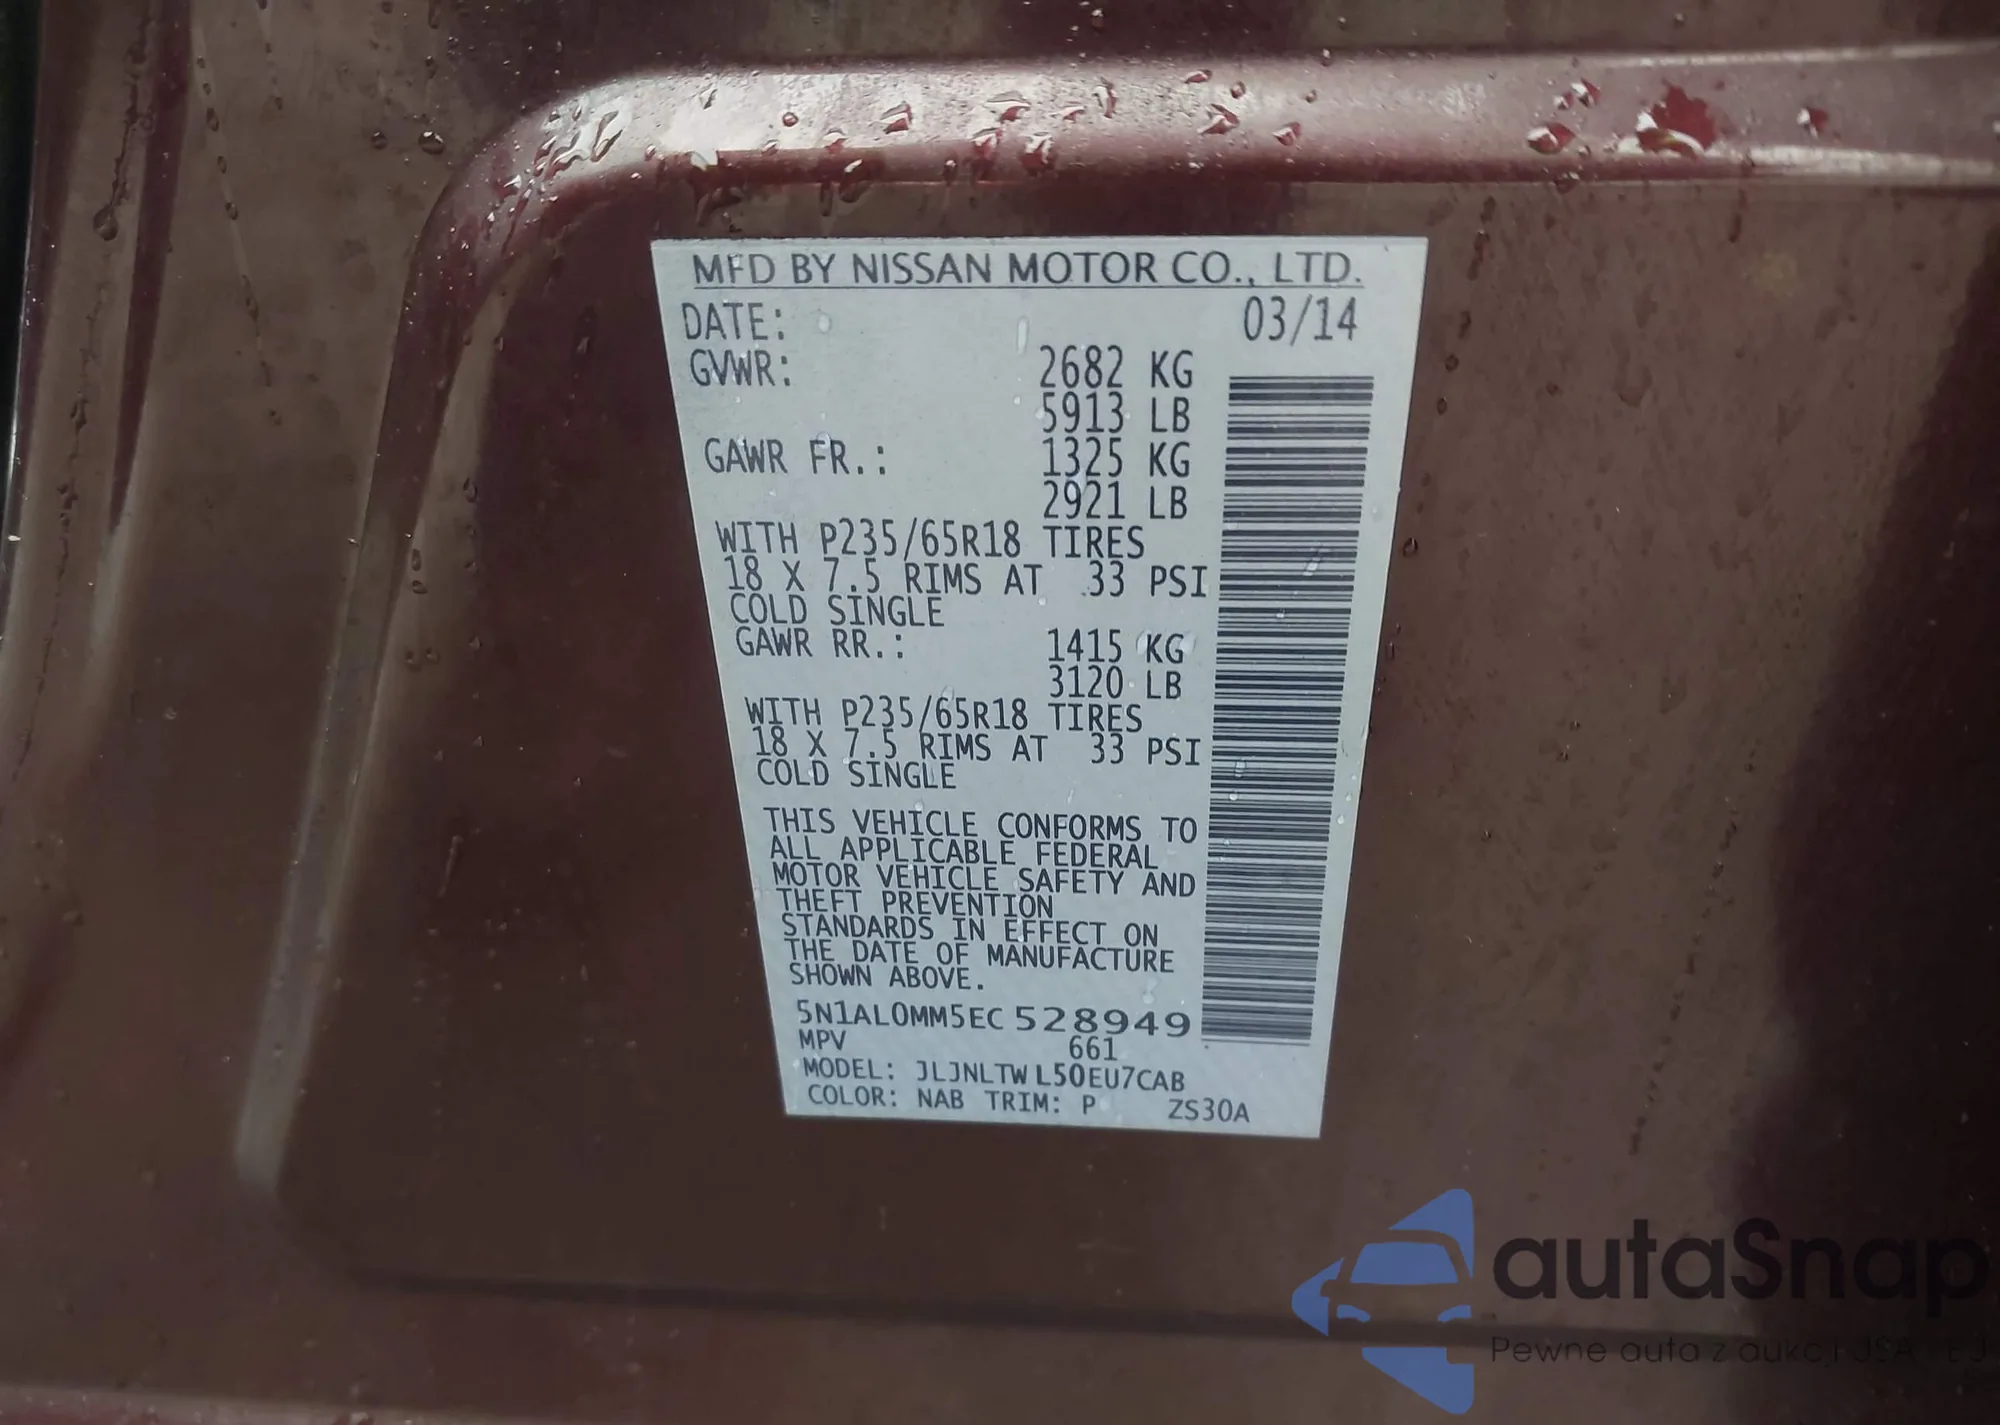 MFD BY NISSAN MOTOR CO., LTD.
DATE: 03/14
GVWR: 2682 KG
5913 LB
GAWR FR.: 1325 KG
2921 LB
WITH P235/65R18 TIRES
18 X 7.5 RIMS AT 33 PSI
COLD SINGLE
GAWR RR.: 1415 KG
3120 LB
WITH P235/65R18 TIRES
18 X 7.5 RIMS AT 33 PSI
COLD SINGLE
THIS VEHICLE CONFORMS TO
ALL APPLICABLE FEDERAL
MOTOR VEHICLE SAFETY AND
THEFT PREVENTION
STANDARDS IN EFFECT ON
THE DATE OF MANUFACTURE
SHOWN ABOVE.
5N1AL0MM5EC528949
MPV 661
MODEL: JLJNLTWL50EU7CAB
COLOR: NAB TRIM: P ZS30A
autaSnap
Pewne auta z aukcji